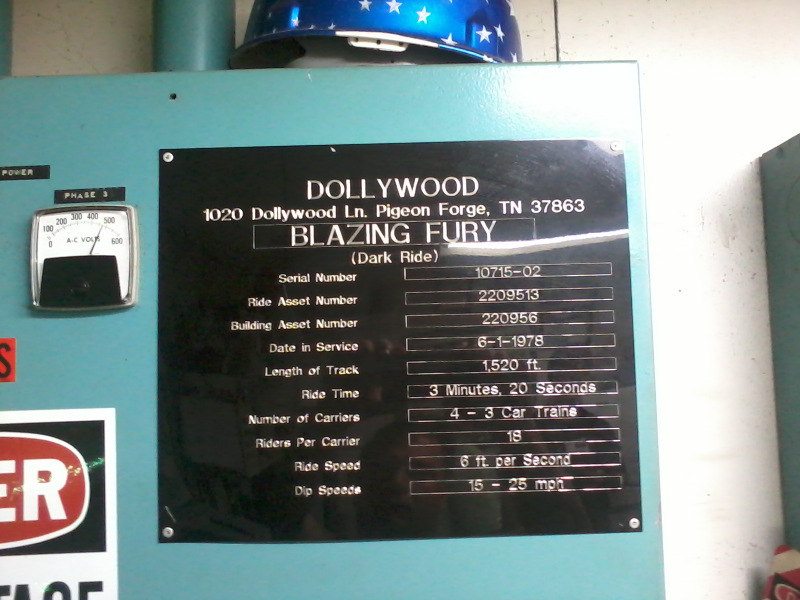 POWER
PHASE 3
0 100 200 300 400 500 600
A-C VOLTS
S
ER
TAGE
DOLLYWOOD
1020 Dollywood Ln. Pigeon Forge, TN 37863
BLAZING FURY
(Dark Ride)
Serial Number 10715-02
Ride Asset Number 2209513
Building Asset Number 220956
Date in Service 6-1-1978
Length of Track 1,520 ft.
Ride Time 3 Minutes, 20 Seconds
Number of Carriers 4 - 3 Car Trains
Riders Per Carrier 18
Ride Speed 6 ft. per Second
Dip Speeds 15 - 25 mph